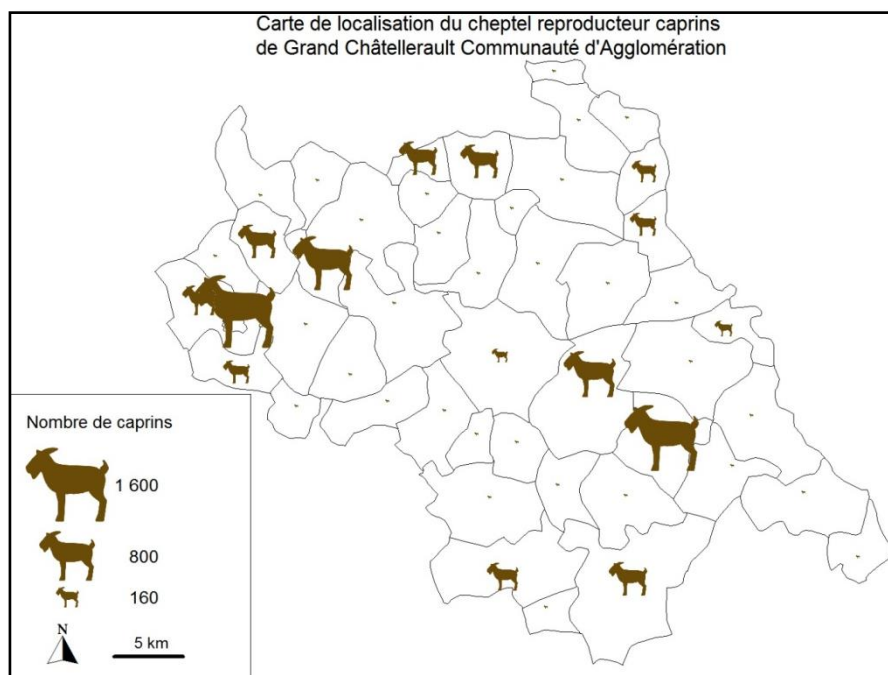 Carte de localisation du cheptel reproducteur caprins
de Grand Châtellerault Communauté d'Agglomération
Nombre de caprins
1 600
800
160
N
5 km